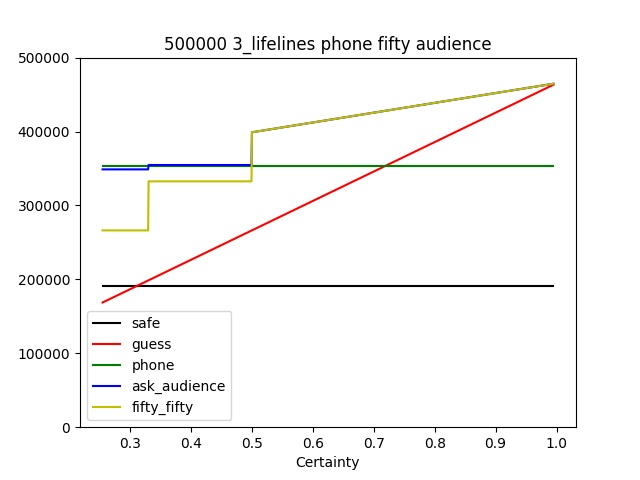 500000 3_lifelines phone fifty audience
500000
400000
300000
200000
100000
0
safe
guess
phone
ask_audience
fifty_fifty
0.3 0.4 0.5 0.6 0.7 0.8 0.9 1.0
Certainty